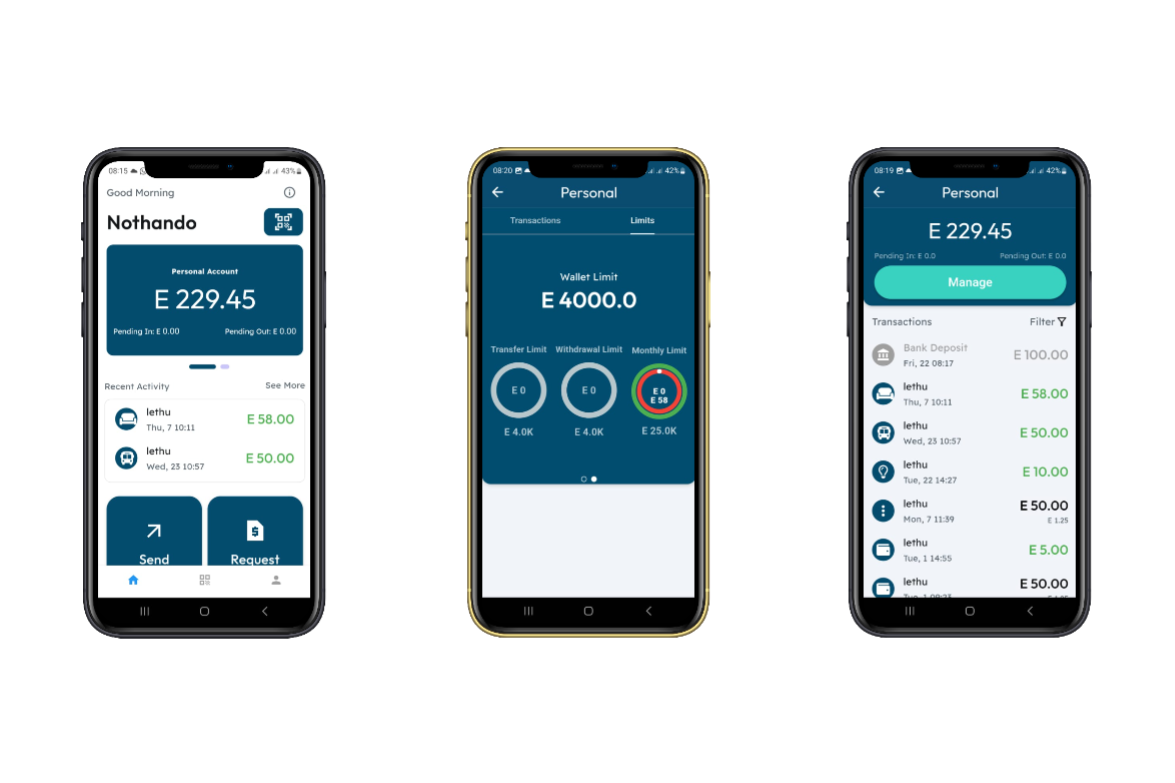 08:15 43%
Good Morning
Nothando
Personal Account
E 229.45
Pending In: E 0.00 Pending Out: E 0.00
Recent Activity See More
lethu E 58.00
Thu, 7 10:11
lethu E 50.00
Wed, 23 10:57
Send Request
08:20 42%
Personal
Transactions Limits
Wallet Limit
E 4000.0
Transfer Limit Withdrawal Limit Monthly Limit
E 0 E 0 E 0
E 58
E 4.0K E 4.0K E 25.0K
08:19 42%
Personal
E 229.45
Pending In: E 0.0 Pending Out: E 0.0
Manage
Transactions Filter
Bank Deposit E 100.00
Fri, 22 08:17
lethu E 58.00
Thu, 7 10:11
lethu E 50.00
Wed, 23 10:57
lethu E 10.00
Tue, 22 14:27
lethu E 50.00
Mon, 7 11:39 E 1.25
lethu E 5.00
Tue, 1 14:55
lethu E 50.00